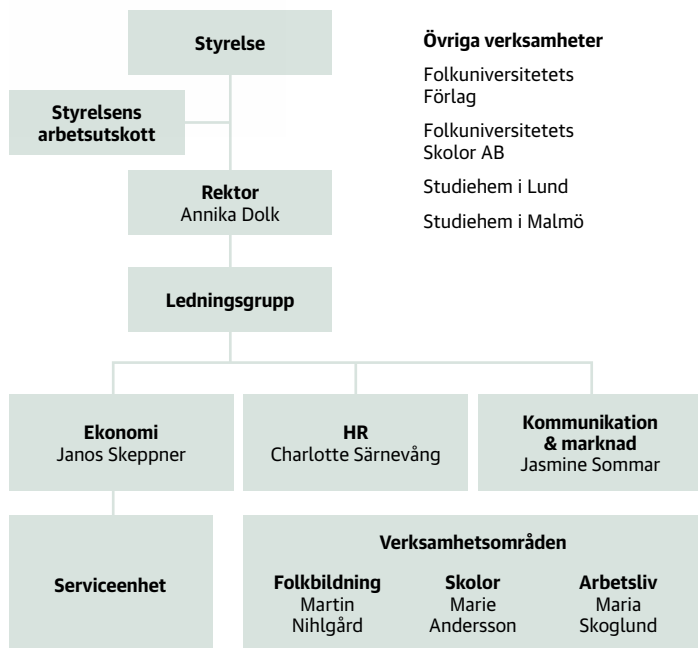 Styrelse
Styrelsens
arbetsutskott
Rektor
Annika Dolk
Ledningsgrupp
Ekonomi
Janos Skeppner
HR
Charlotte Särnevång
Kommunikation
& marknad
Jasmine Sommar
Serviceenhet
Verksamhetsområden
Folkbildning
Martin
Nihlgård
Skolor
Marie
Andersson
Arbetsliv
Maria
Skoglund
Övriga verksamheter
Folkuniversitetets
Förlag
Folkuniversitetets
Skolor AB
Studiehem i Lund
Studiehem i Malmö